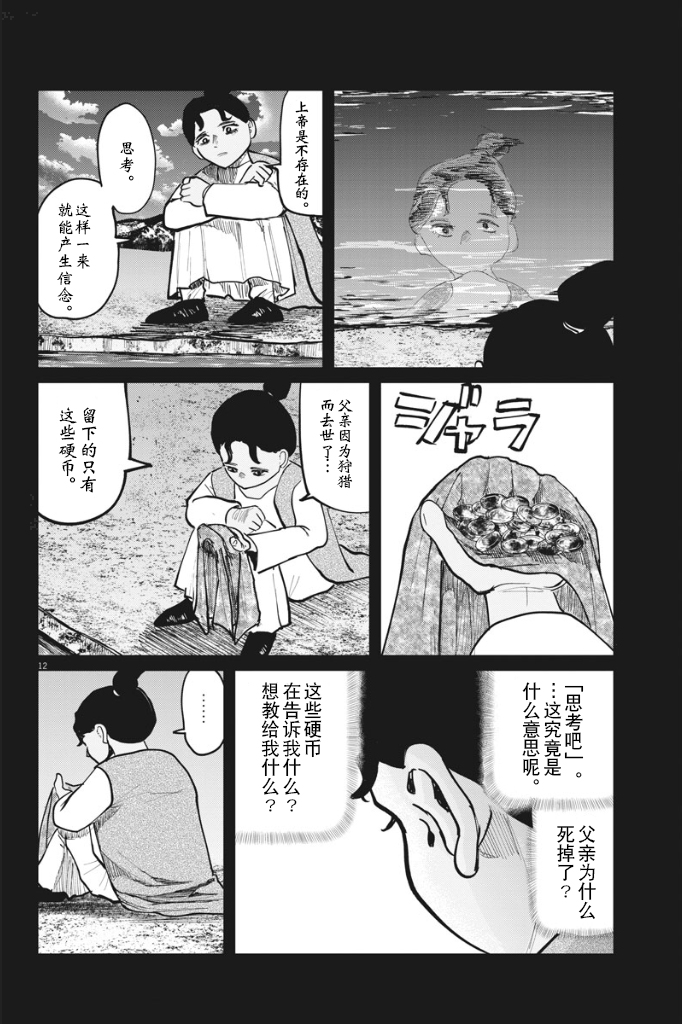 上帝是不存在的。
思考。
这样一来
就能产生信念。
ジャラ
父亲因为狩猎
而去世了…
留下的只有
这些硬币。
「思考吧」。
…这究竟是
什么意思呢。
父亲为什么
死掉了？
这些硬币
在告诉我什么？
想教给我什么？
……
12